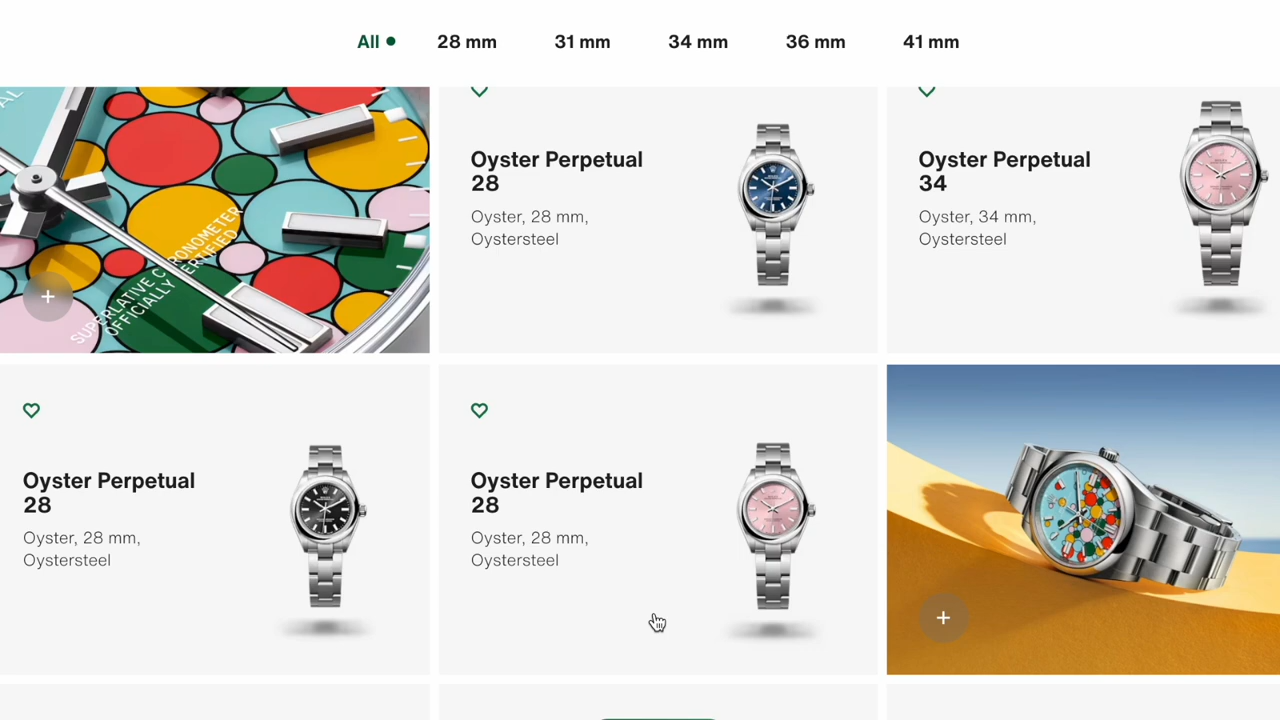 All
28 mm
31 mm
34 mm
36 mm
41 mm
SUPERLATIVE CHRONOMETER
OFFICIALLY CERTIFIED
Oyster Perpetual
28
Oyster, 28 mm,
Oystersteel
Oyster Perpetual
34
Oyster, 34 mm,
Oystersteel
Oyster Perpetual
28
Oyster, 28 mm,
Oystersteel
Oyster Perpetual
28
Oyster, 28 mm,
Oystersteel